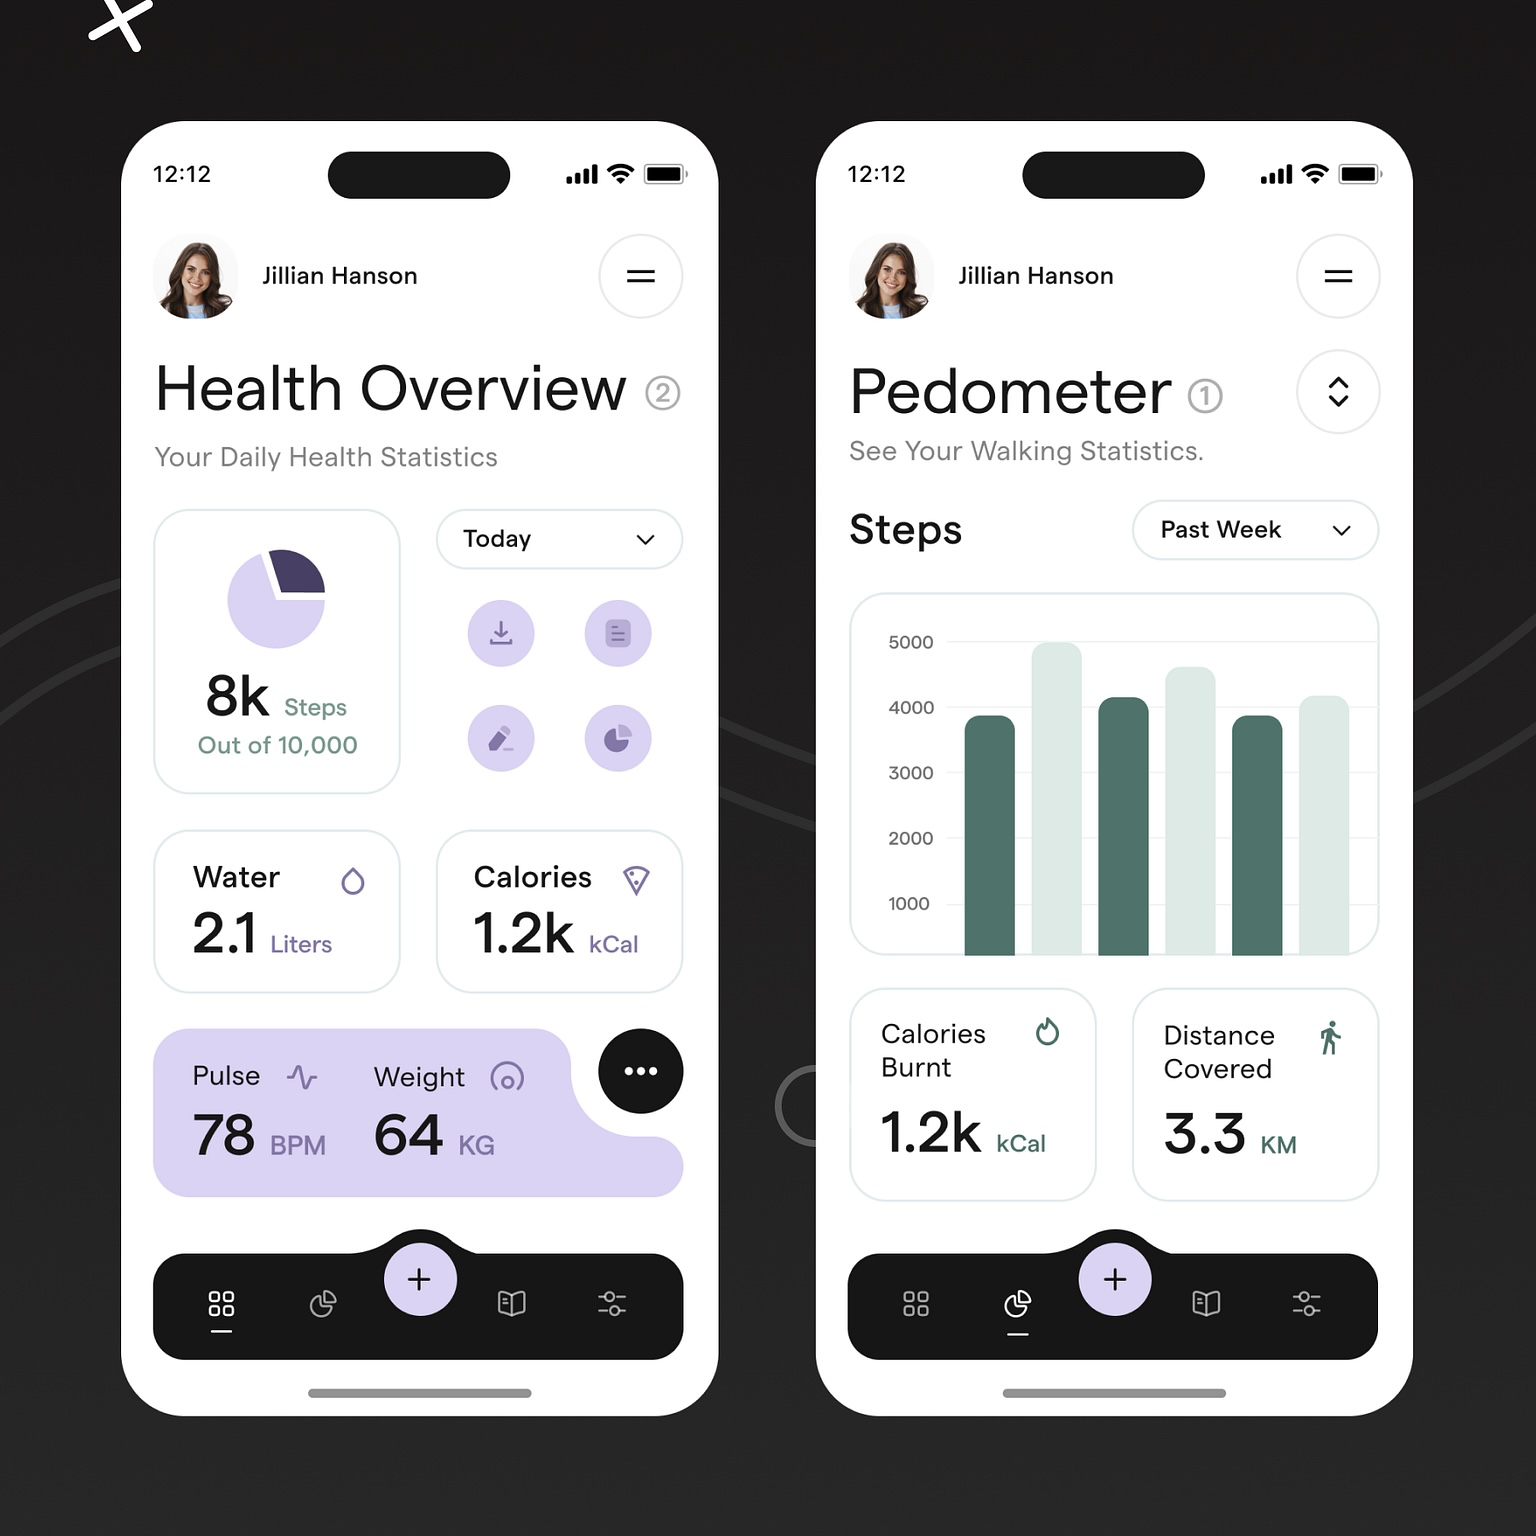 12:12
Jillian Hanson
Health Overview 2
Your Daily Health Statistics
8k Steps
Out of 10,000
Today
Water
2.1 Liters
Calories
1.2k kCal
Pulse
78 BPM
Weight
64 KG
12:12
Jillian Hanson
Pedometer 1
See Your Walking Statistics.
Steps
Past Week
5000
4000
3000
2000
1000
Calories
Burnt
1.2k kCal
Distance
Covered
3.3 KM